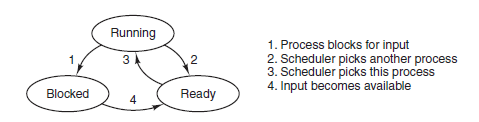 Running
1
3
2
Blocked
4
Ready
1. Process blocks for input
2. Scheduler picks another process
3. Scheduler picks this process
4. Input becomes available